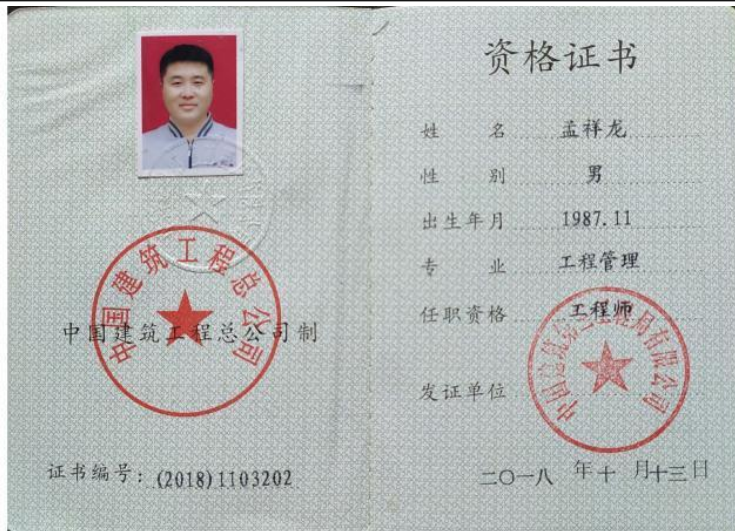 中国建筑工程总公司
中国建筑工程总公司制
证书编号：(2018)1103202
资格证书
姓名 孟祥龙
性别 男
出生年月 1987.11
专业 工程管理
任职资格 工程师
发证单位
二〇一八年十月十三日